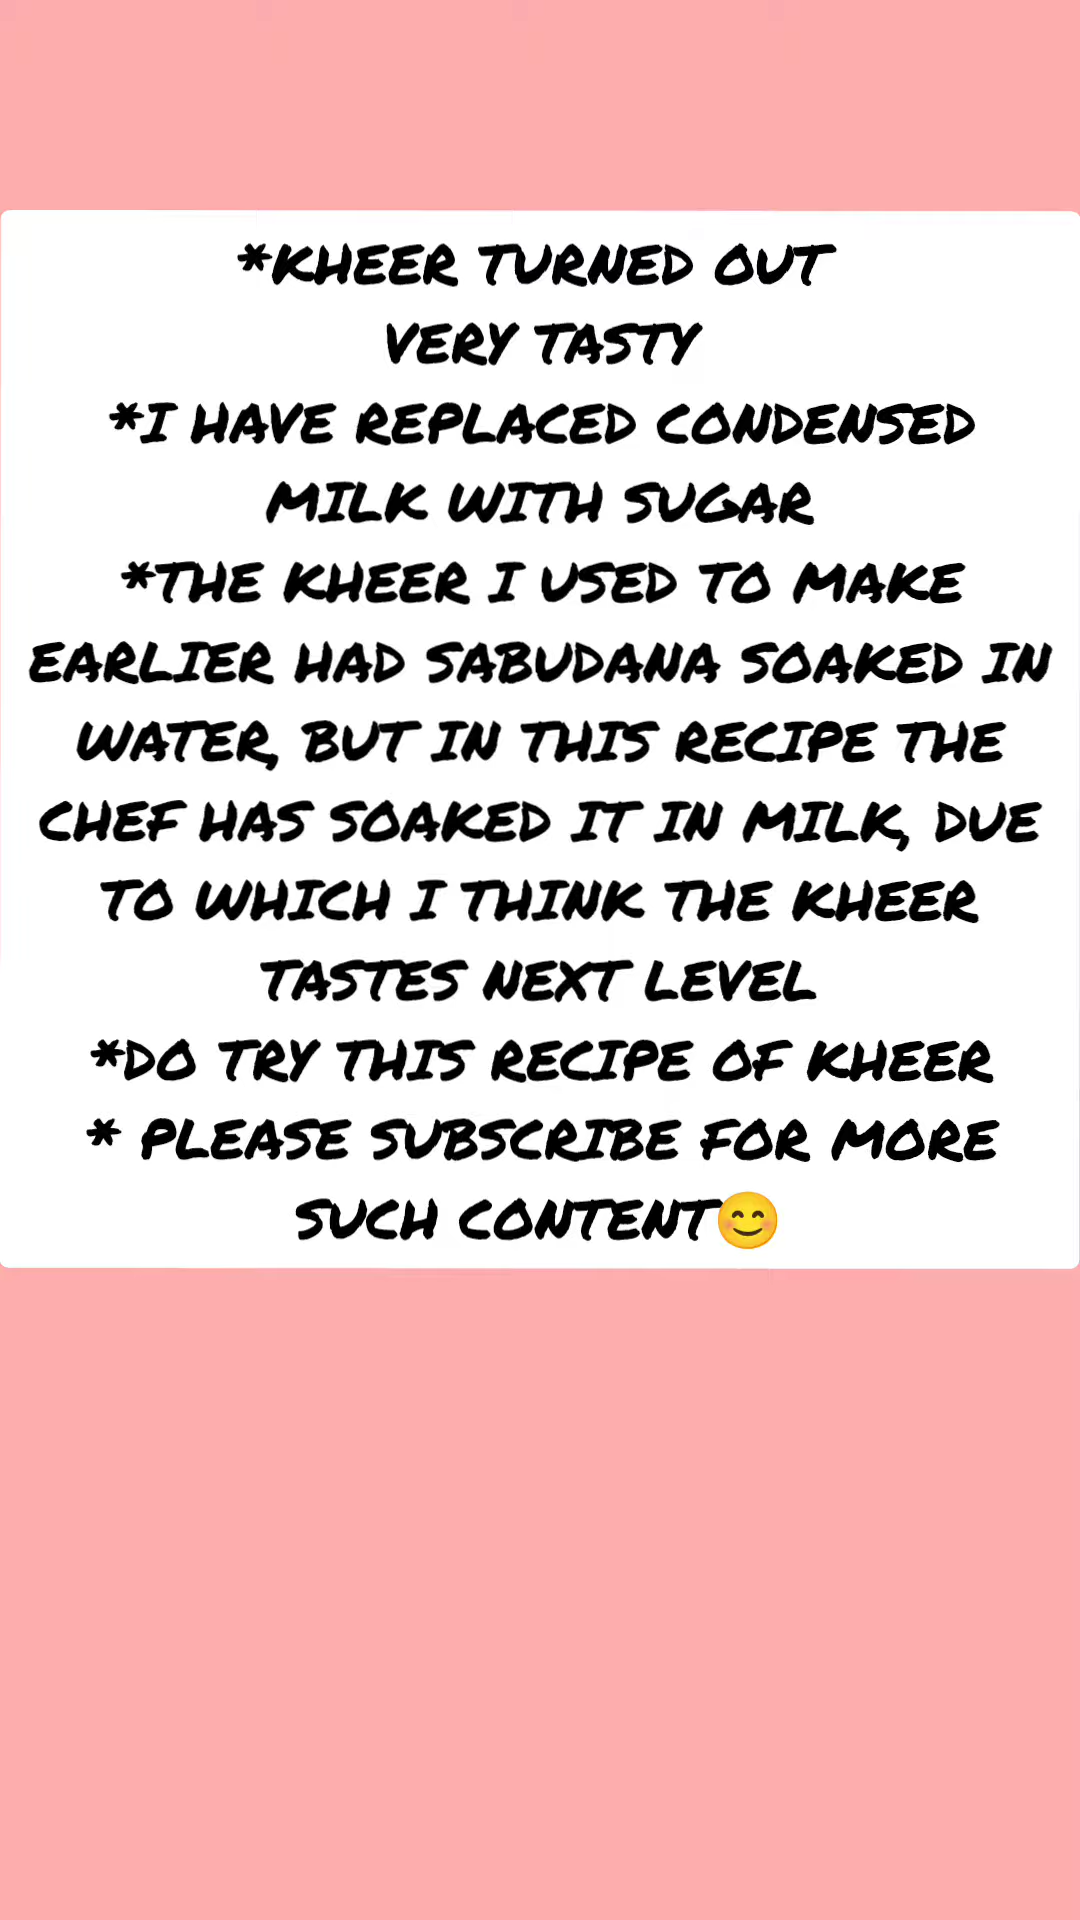 *KHEER TURNED OUT
VERY TASTY
*I HAVE REPLACED CONDENSED
MILK WITH SUGAR
*THE KHEER I USED TO MAKE
EARLIER HAD SABUDANA SOAKED IN
WATER, BUT IN THIS RECIPE THE
CHEF HAS SOAKED IT IN MILK, DUE
TO WHICH I THINK THE KHEER
TASTES NEXT LEVEL
*DO TRY THIS RECIPE OF KHEER
* PLEASE SUBSCRIBE FOR MORE
SUCH CONTENT😊